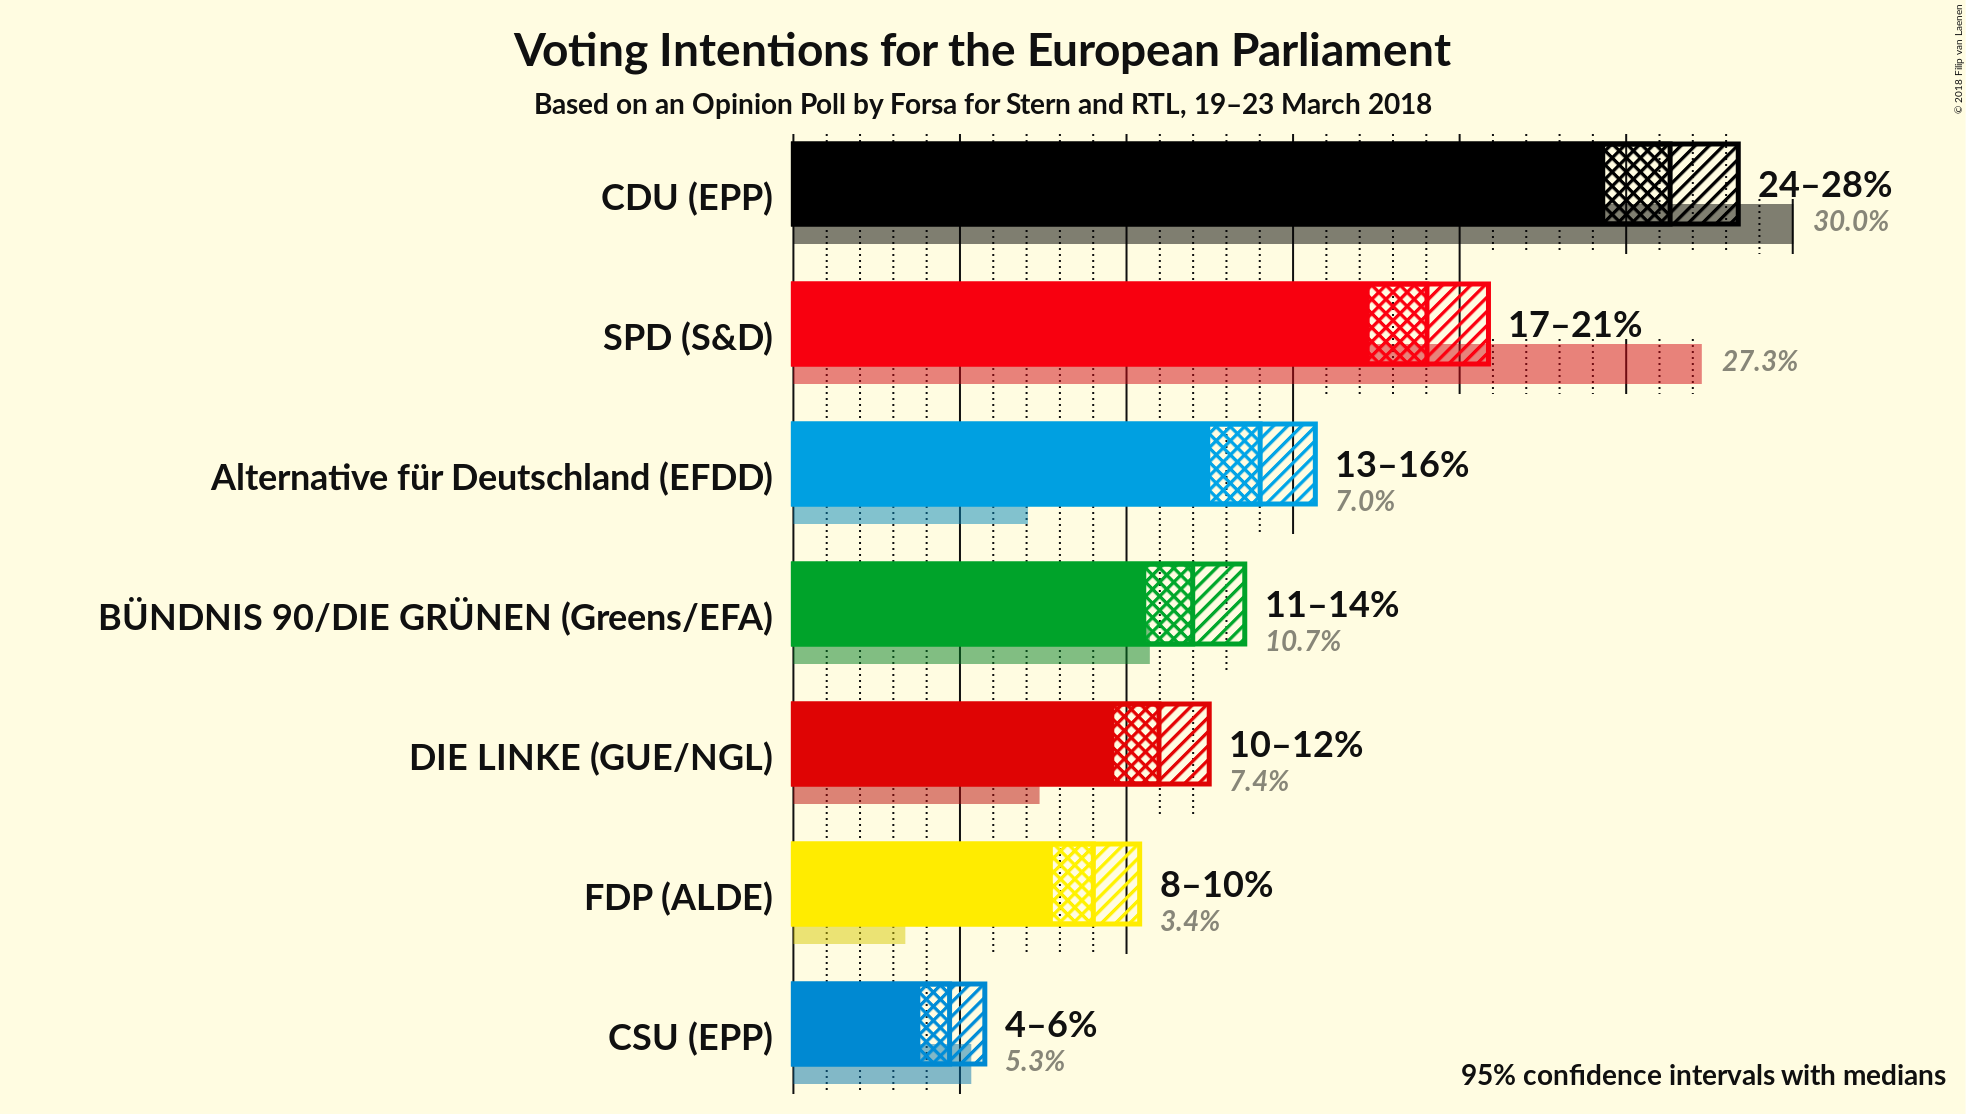 Voting Intentions for the European Parliament
Based on an Opinion Poll by Forsa for Stern and RTL, 19–23 March 2018
© 2018 Filip van Laenen
CDU (EPP)
24–28%
30.0%
SPD (S&D)
17–21%
27.3%
Alternative für Deutschland (EFDD)
13–16%
7.0%
BÜNDNIS 90/DIE GRÜNEN (Greens/EFA)
11–14%
10.7%
DIE LINKE (GUE/NGL)
10–12%
7.4%
FDP (ALDE)
8–10%
3.4%
CSU (EPP)
4–6%
5.3%
95% confidence intervals with medians